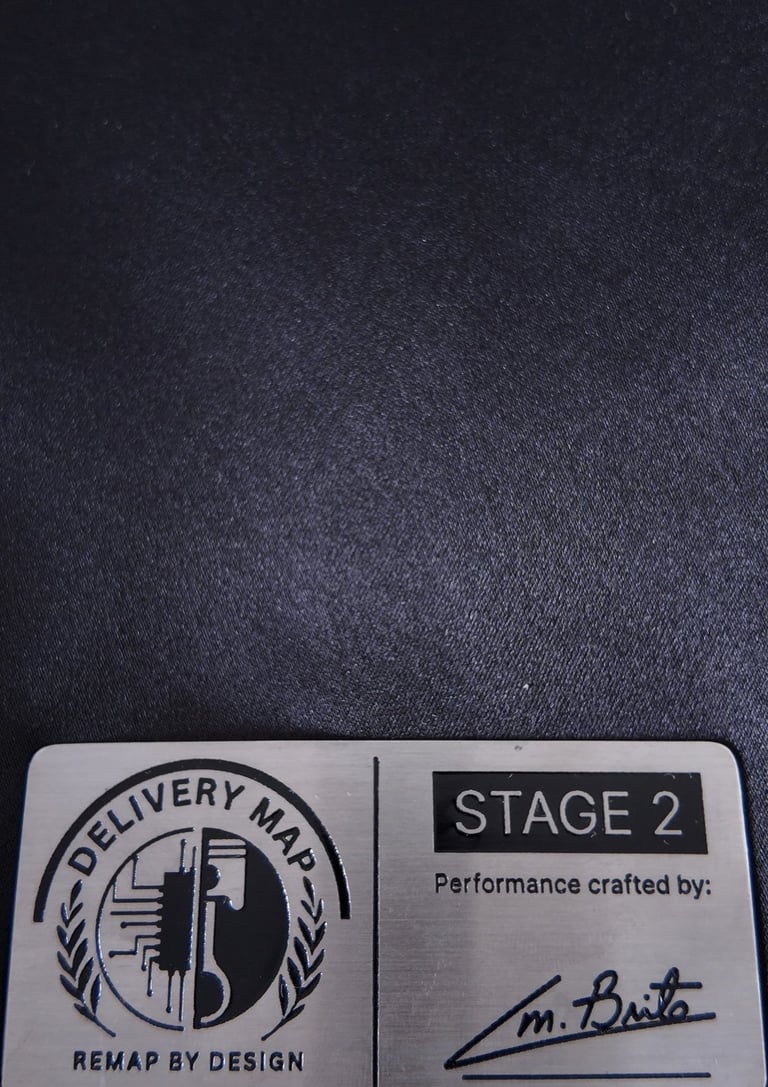 DELIVERY MAP
REMAP BY DESIGN
STAGE 2
Performance crafted by:
m. Brito